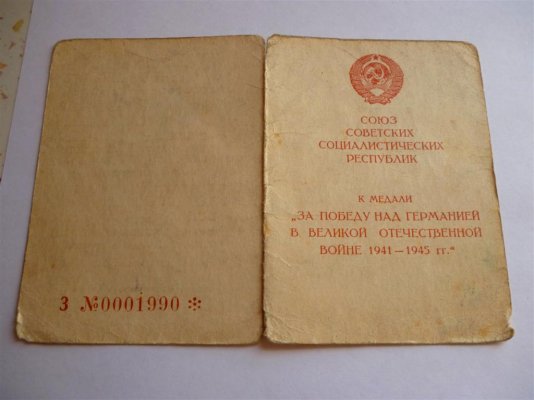 З №0001990 ✻
СОЮЗ
СОВЕТСКИХ
СОЦИАЛИСТИЧЕСКИХ
РЕСПУБЛИК
К МЕДАЛИ
„ЗА ПОБЕДУ НАД ГЕРМАНИЕЙ
В ВЕЛИКОЙ ОТЕЧЕСТВЕННОЙ
ВОЙНЕ 1941—1945 гг.“